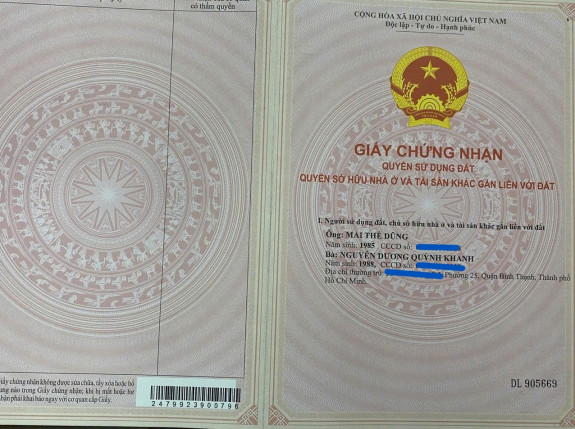 có thẩm quyền
Giấy chứng nhận không được sửa chữa, tẩy xóa hoặc bổ
sung nào trong Giấy chứng nhận; khi bị mất hoặc hư
phải khai báo ngay với cơ quan cấp Giấy.
2479923900796
CỘNG HÒA XÃ HỘI CHỦ NGHĨA VIỆT NAM
Độc lập - Tự do - Hạnh phúc
GIẤY CHỨNG NHẬN
QUYỀN SỬ DỤNG ĐẤT
QUYỀN SỞ HỮU NHÀ Ở VÀ TÀI SẢN KHÁC GẮN LIỀN VỚI ĐẤT
I. Người sử dụng đất, chủ sở hữu nhà ở và tài sản khác gắn liền với đất
Ông: MAI THẾ DŨNG
Năm sinh: 1985 CCCD số:
Bà: NGUYỄN DƯƠNG QUỲNH KHANH
Năm sinh: 1988, CCCD số:
Địa chỉ thường trú: Phường 25, Quận Bình Thạnh, Thành phố
Hồ Chí Minh.
DL 905669